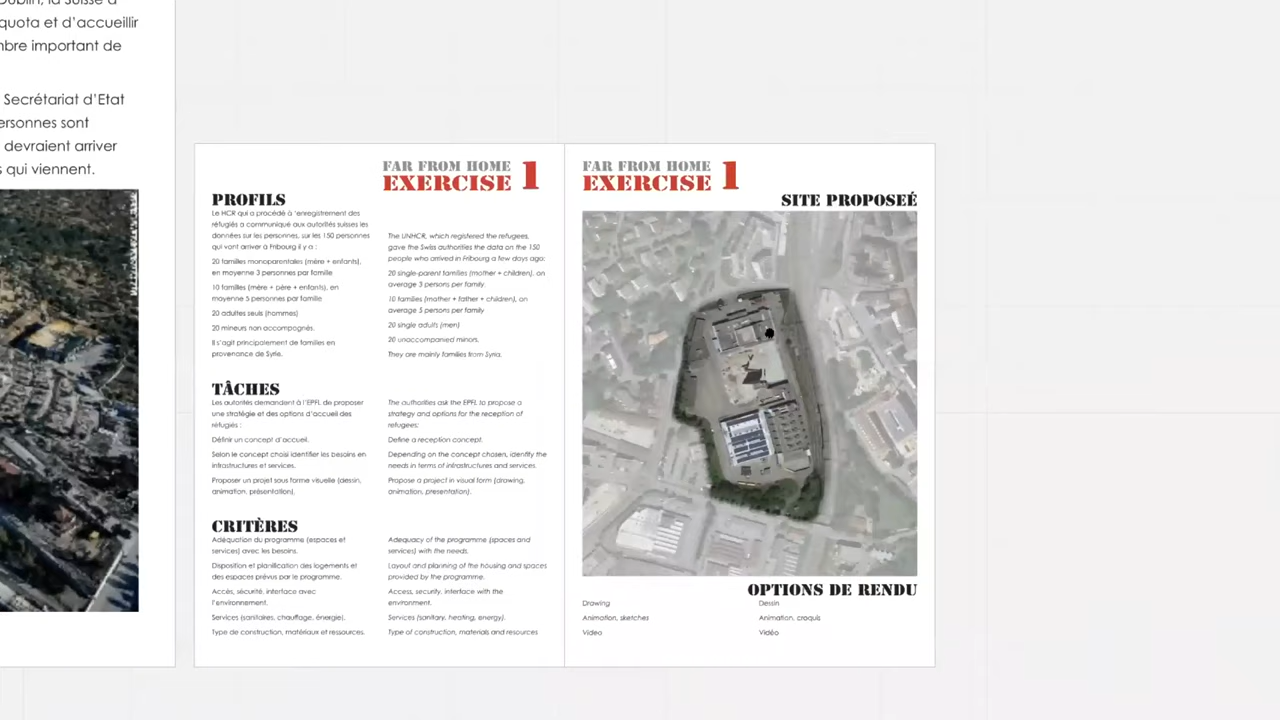 Dublin, la Suisse a
quota et d'accueillir
mbre important de
Secrétariat d'Etat
ersonnes sont
devraient arriver
s qui viennent.
FAR FROM HOME
EXERCISE 1
PROFILS
Le HCR qui a procédé à 'enregistrement des
réfugiés a communiqué aux autorités suisses les
données sur les personnes, sur les 150 personnes
qui vont arriver à Fribourg il y a :
20 familles monoparentales (mère + enfants),
en moyenne 3 personnes par famille
10 familles (mère + père + enfants), en
moyenne 5 personnes par famille
20 adultes seuls (hommes)
20 mineurs non accompagnés.
Il s'agit principalement de familles en
provenance de Syrie.
The UNHCR, which registered the refugees,
gave the Swiss authorities the data on the 150
people who arrived in Fribourg a few days ago:
20 single-parent families (mother + children), on
average 3 persons per family.
10 families (mother + father + children), on
average 5 persons per family
20 single adults (men)
20 unaccompanied minors.
They are mainly families from Syria.
TÂCHES
Les autorités demandent à l'EPFL de proposer
une stratégie et des options d'accueil des
réfugiés :
Définir un concept d'accueil.
Selon le concept choisi identifier les besoins en
infrastructures et services.
Proposer un projet sous forme visuelle (dessin,
animation, présentation).
The authorities ask the EPFL to propose a
strategy and options for the reception of
refugees:
Define a reception concept.
Depending on the concept chosen, identify the
needs in terms of infrastructures and services.
Propose a project in visual form (drawing,
animation, presentation).
CRITÈRES
Adéquation du programme (espaces et
services) avec les besoins.
Disposition et planification des logements et
des espaces prévus par le programme.
Accès, sécurité, interface avec
l'environnement.
Services (sanitaires, chauffage, énergie).
Type de construction, matériaux et ressources.
Adequacy of the programme (spaces and
services) with the needs.
Layout and planning of the housing and spaces
provided by the programme.
Access, security, interface with the
environment.
Services (sanitary, heating, energy).
Type of construction, materials and resources
FAR FROM HOME
EXERCISE 1
SITE PROPOSEÉ
OPTIONS DE RENDU
Drawing
Animation, sketches
Video
Dessin
Animation, croquis
Vidéo